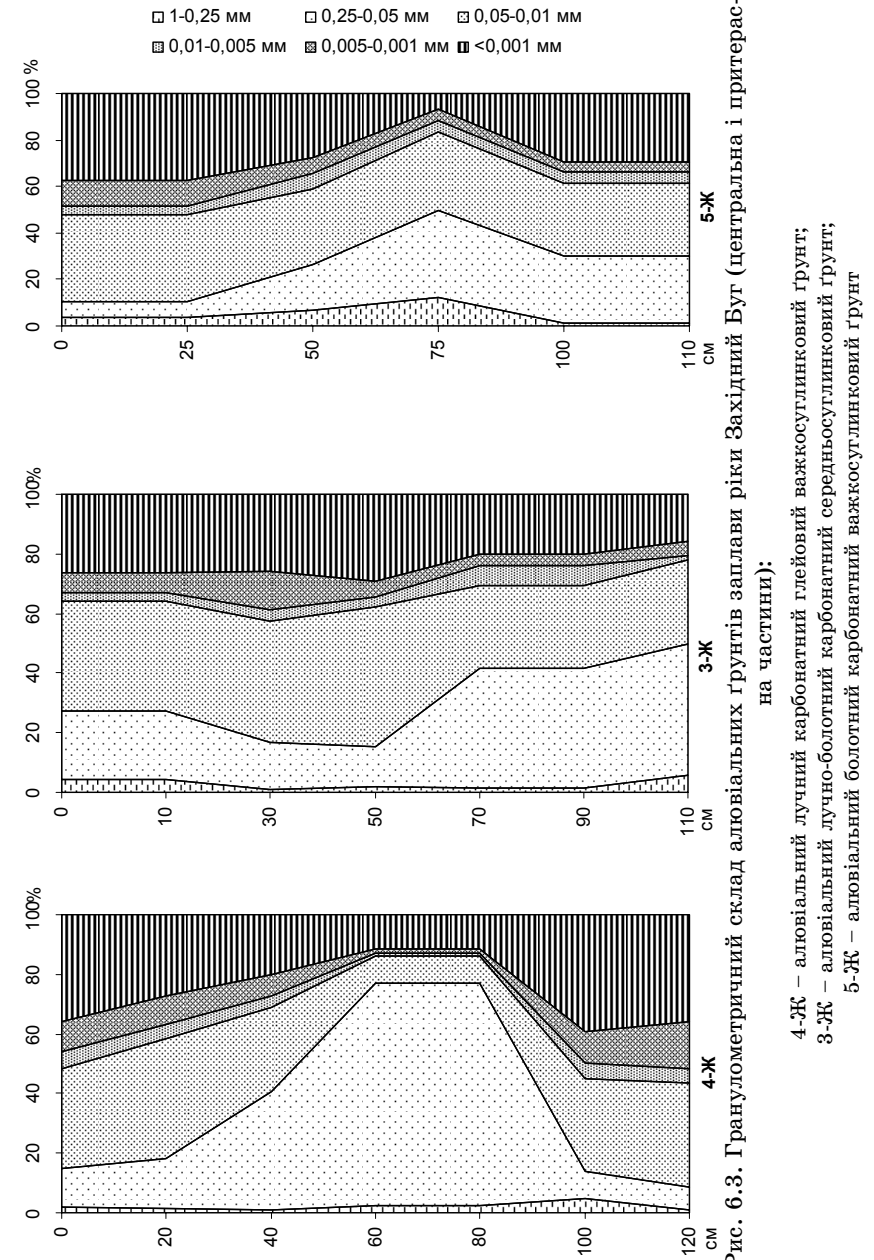 1-0,25 мм 0,25-0,05 мм 0,05-0,01 мм
0,01-0,005 мм 0,005-0,001 мм <0,001 мм
100 %
80
60
40
20
0
0
25
50
75
100
110
см
5-Ж
100%
80
60
40
20
0
0
10
30
50
70
90
110
см
3-Ж
100%
80
60
40
20
0
0
20
40
60
80
100
120
см
4-Ж
Рис. 6.3. Гранулометричний склад алювіальних ґрунтів заплави ріки Західний Буг (центральна і притерас-
на частини):
4-Ж – алювіальний лучний карбонатний глейовий важкосуглинковий ґрунт;
3-Ж – алювіальний лучно-болотний карбонатний середньосуглинковий ґрунт;
5-Ж – алювіальний болотний карбонатний важкосуглинковий ґрунт